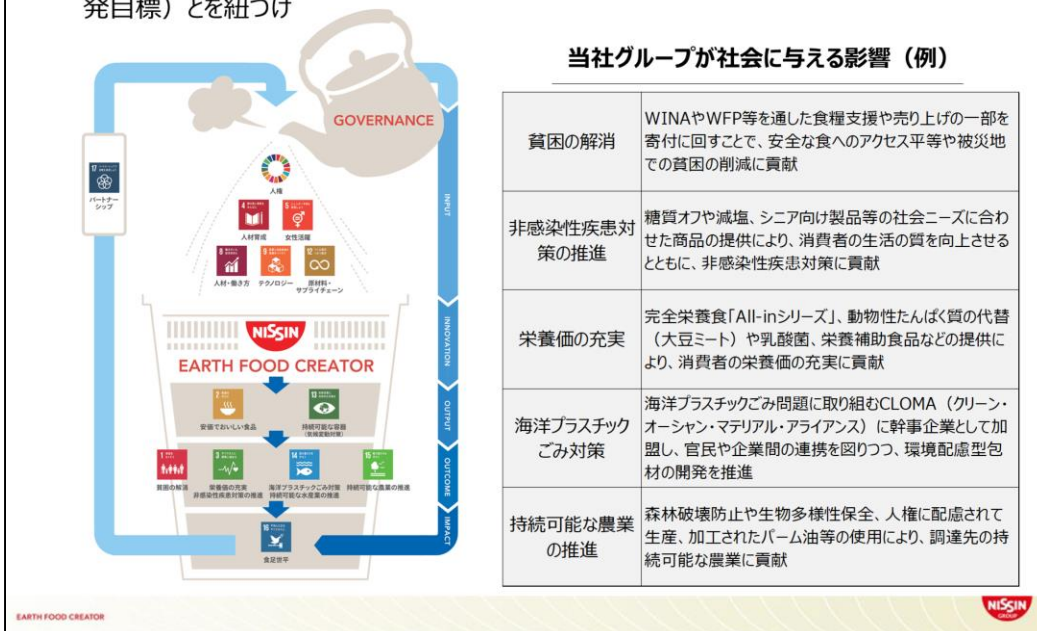 発目標）とを紐づけ
GOVERNANCE
人権
人材育成
女性活躍
人材・働き方
テクノロジー
原材料・
サプライチェーン
17
パートナー
シップ
INPUT
INNOVATION
OUTPUT
OUTCOME
IMPACT
NISSIN
EARTH FOOD CREATOR
安価でおいしい食品
持続可能な容器
（気候変動対策）
貧困の解消
栄養価の充実
非感染性疾患対策の推進
海洋プラスチックごみ対策
持続可能な水産業の推進
持続可能な農業の推進
食足世平
当社グループが社会に与える影響（例）
貧困の解消
WINAやWFP等を通した食糧支援や売り上げの一部を
寄付に回すことで、安全な食へのアクセス平等や被災地
での貧困の削減に貢献
非感染性疾患対
策の推進
糖質オフや減塩、シニア向け製品等の社会ニーズに合わ
せた商品の提供により、消費者の生活の質を向上させる
とともに、非感染性疾患対策に貢献
栄養価の充実
完全栄養食「All-inシリーズ」、動物性たんぱく質の代替
（大豆ミート）や乳酸菌、栄養補助食品などの提供に
より、消費者の栄養価の充実に貢献
海洋プラスチック
ごみ対策
海洋プラスチックごみ問題に取り組むCLOMA（クリーン・
オーシャン・マテリアル・アライアンス）に幹事企業として加
盟し、官民や企業間の連携を図りつつ、環境配慮型包
材の開発を推進
持続可能な農業
の推進
森林破壊防止や生物多様性保全、人権に配慮されて
生産、加工されたパーム油等の使用により、調達先の持
続可能な農業に貢献
EARTH FOOD CREATOR
NISSIN
GROUP